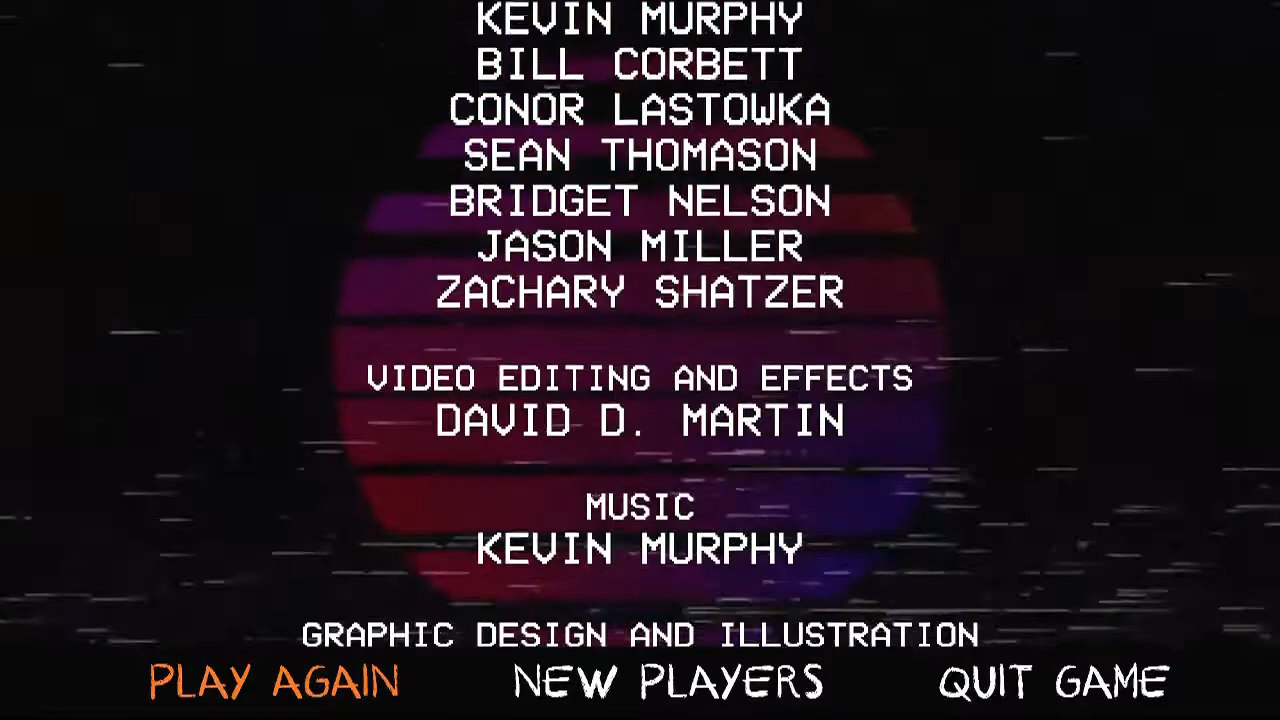 KEVIN MURPHY
BILL CORBETT
CONOR LASTOWKA
SEAN THOMASON
BRIDGET NELSON
JASON MILLER
ZACHARY SHATZER
VIDEO EDITING AND EFFECTS
DAVID D. MARTIN
MUSIC
KEVIN MURPHY
GRAPHIC DESIGN AND ILLUSTRATION
PLAY AGAIN NEW PLAYERS QUIT GAME